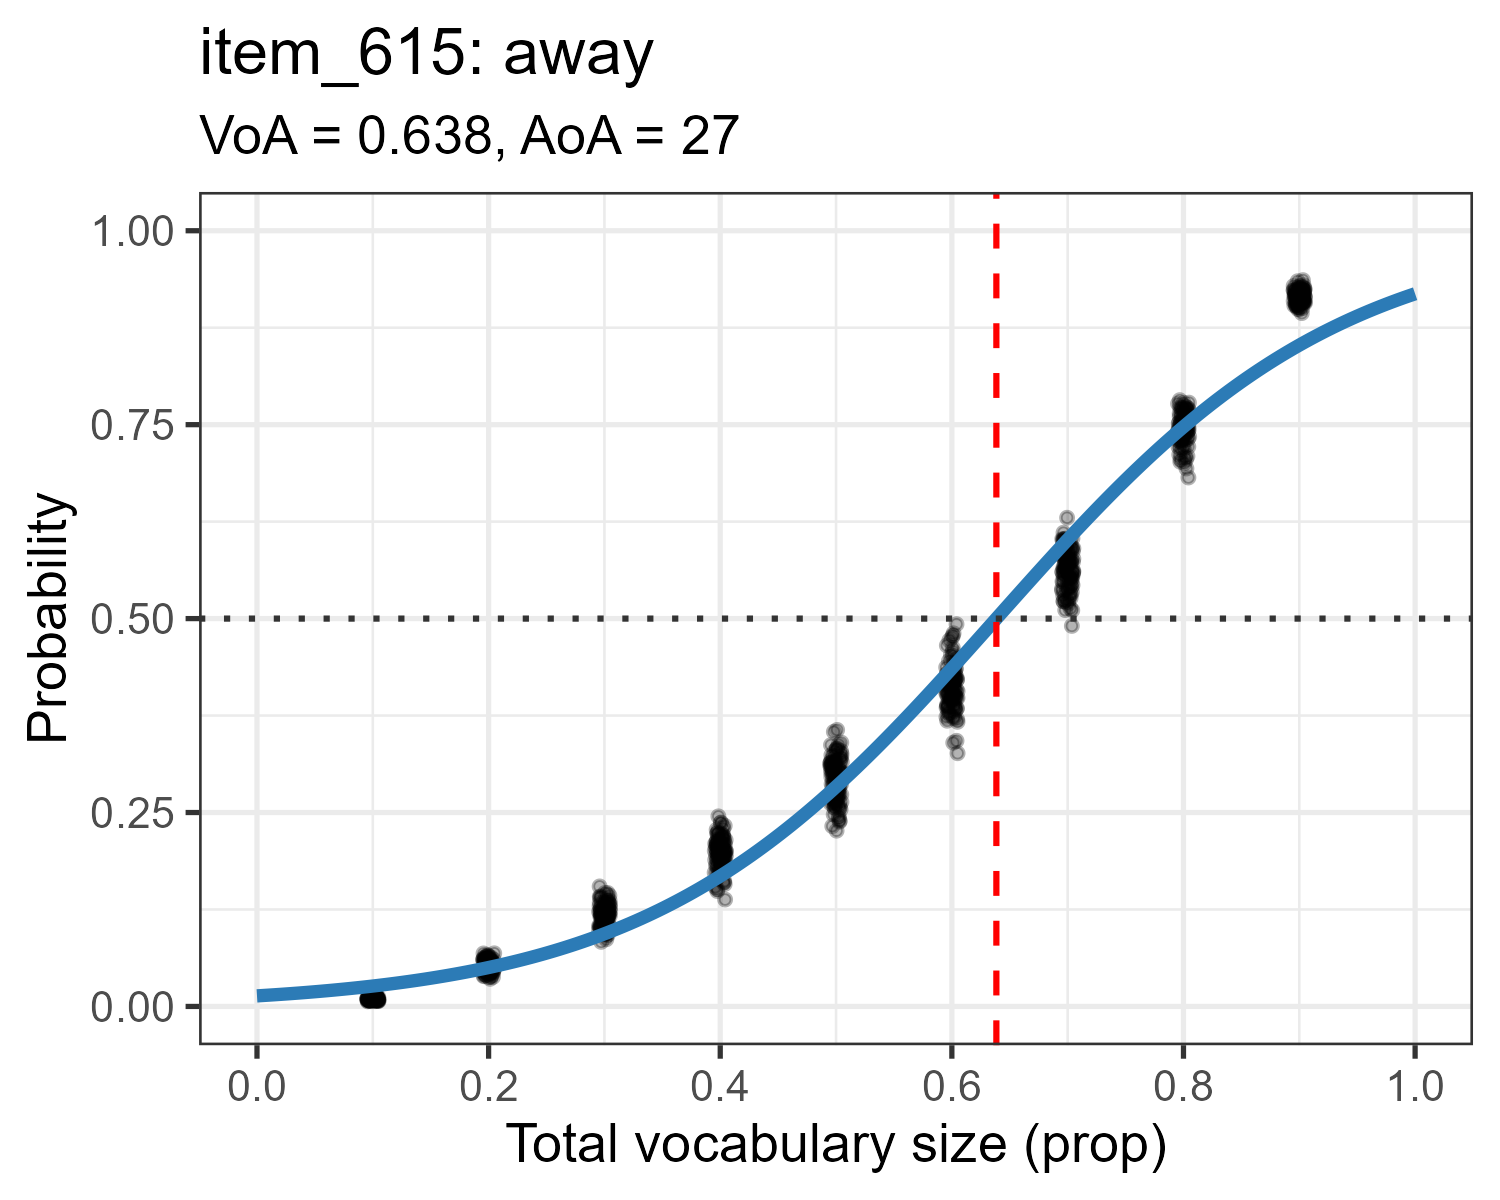 item_615: away
VoA = 0.638, AoA = 27
1.00
0.75
0.50
0.25
0.00
Probability
0.0 0.2 0.4 0.6 0.8 1.0
Total vocabulary size (prop)